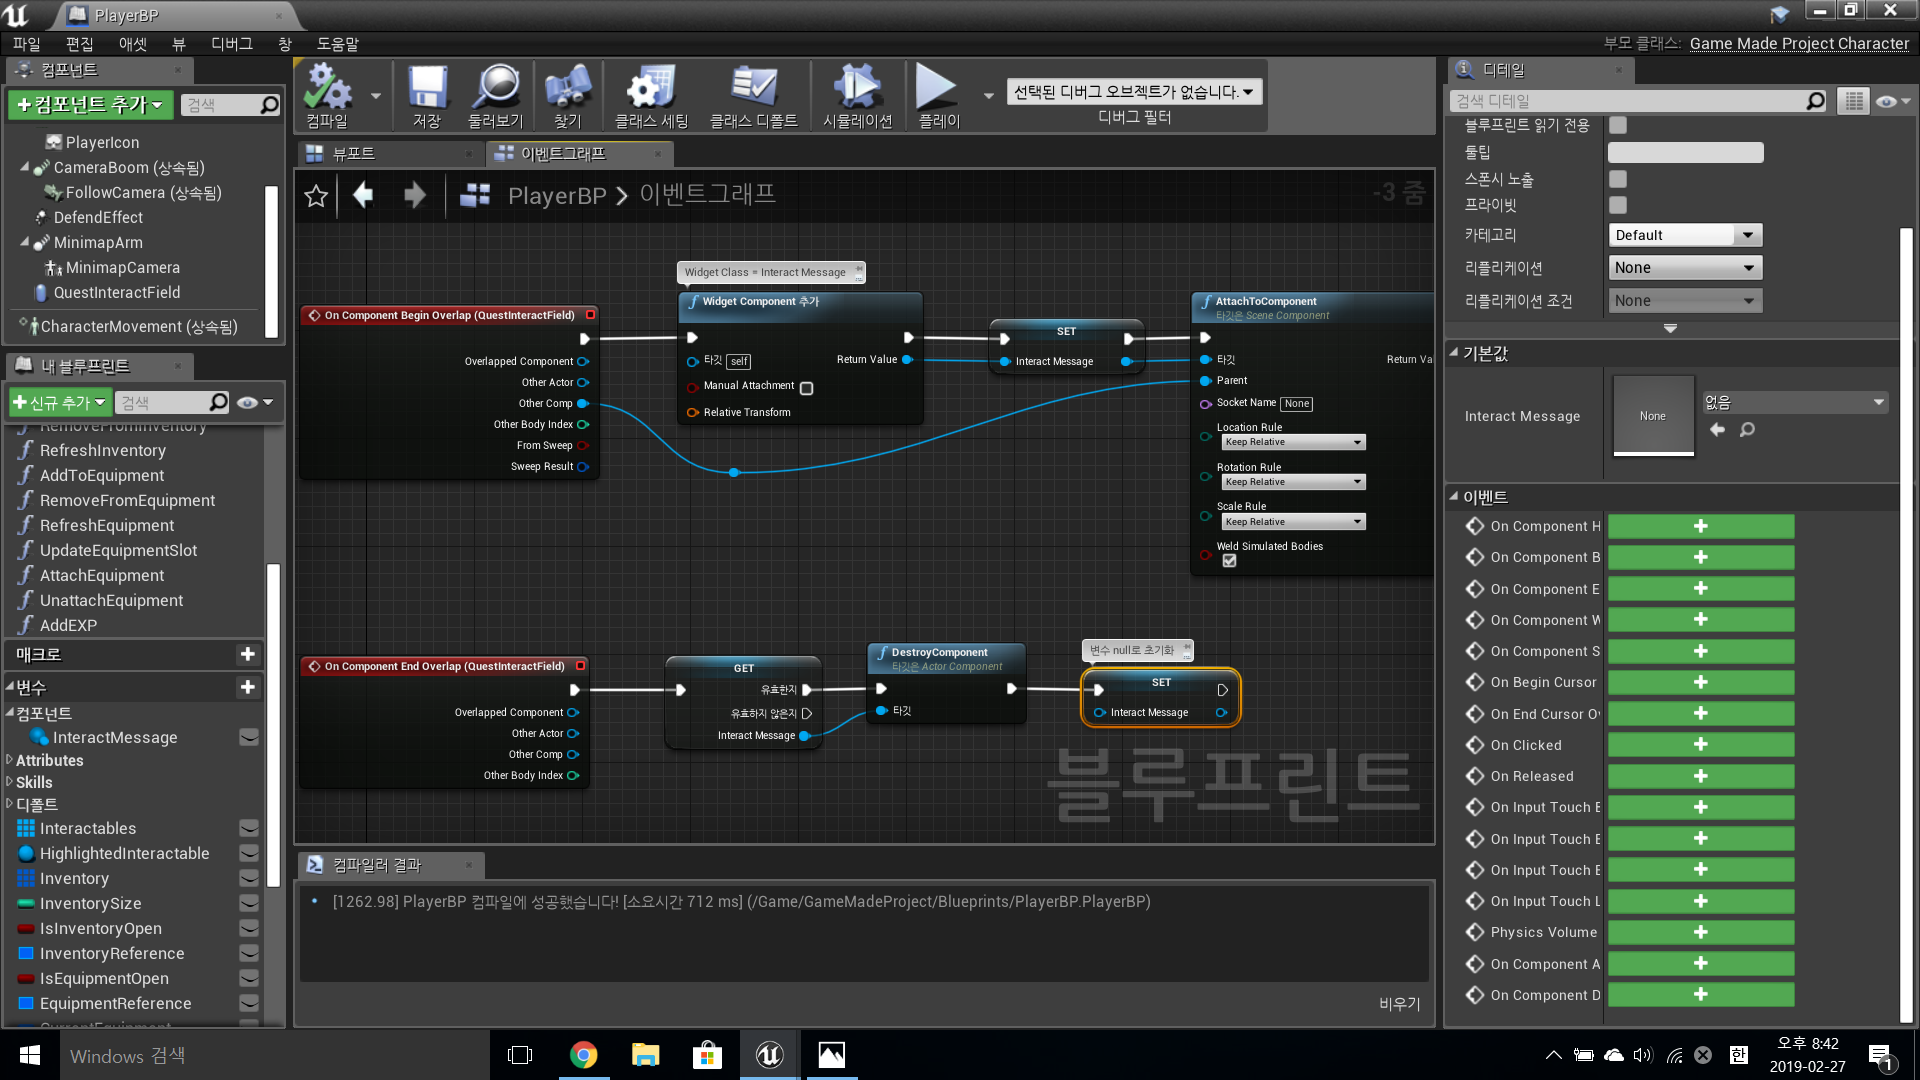 PlayerBP
파일 편집 애셋 뷰 디버그 창 도움말
부모 클래스: Game Made Project Character
컴포넌트
+컴포넌트 추가
검색
PlayerIcon
CameraBoom (상속됨)
FollowCamera (상속됨)
DefendEffect
MinimapArm
MinimapCamera
QuestInteractField
CharacterMovement (상속됨)
내 블루프린트
+신규 추가
검색
RemoveFromInventory
RefreshInventory
AddToEquipment
RemoveFromEquipment
RefreshEquipment
UpdateEquipmentSlot
AttachEquipment
UnattachEquipment
AddEXP
매크로
변수
컴포넌트
InteractMessage
Attributes
Skills
디폴트
Interactables
HighlightedInteractable
Inventory
InventorySize
IsInventoryOpen
InventoryReference
IsEquipmentOpen
EquipmentReference
CurrentEquipment
컴파일
저장
둘러보기
찾기
클래스 세팅
클래스 디폴트
시뮬레이션
플레이
선택된 디버그 오브젝트가 없습니다.
디버그 필터
뷰포트
이벤트그래프
PlayerBP > 이벤트그래프
-3 줌
On Component Begin Overlap (QuestInteractField)
Overlapped Component
Other Actor
Other Comp
Other Body Index
From Sweep
Sweep Result
Widget Class = Interact Message
Widget Component 추가
타깃 self
Return Value
Manual Attachment
Relative Transform
SET
Interact Message
AttachToComponent
타깃은 Scene Component
타깃
Return Val
Parent
Socket Name None
Location Rule
Keep Relative
Rotation Rule
Keep Relative
Scale Rule
Keep Relative
Weld Simulated Bodies
On Component End Overlap (QuestInteractField)
Overlapped Component
Other Actor
Other Comp
Other Body Index
GET
유효한지
유효하지 않은지
Interact Message
DestroyComponent
타깃은 Actor Component
타깃
변수 null로 초기화
SET
Interact Message
블루프린트
컴파일러 결과
[1262.98] PlayerBP 컴파일에 성공했습니다! [소요시간 712 ms] (/Game/GameMadeProject/Blueprints/PlayerBP.PlayerBP)
비우기
디테일
검색 디테일
블루프린트 읽기 전용
툴팁
스폰시 노출
프라이빗
카테고리 Default
리플리케이션 None
리플리케이션 조건 None
기본값
Interact Message
None
없음
이벤트
On Component H
On Component B
On Component E
On Component W
On Component S
On Begin Cursor
On End Cursor Ov
On Clicked
On Released
On Input Touch B
On Input Touch E
On Input Touch E
On Input Touch L
Physics Volume
On Component A
On Component D
Windows 검색
한
오후 8:42
2019-02-27
1